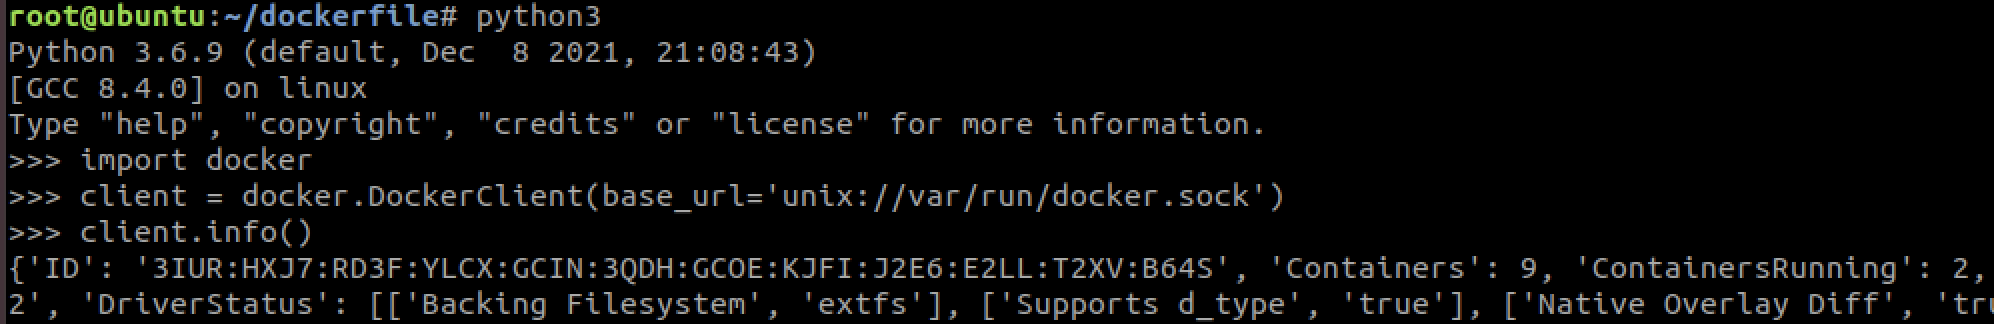 root@ubuntu:~/dockerfile# python3
Python 3.6.9 (default, Dec  8 2021, 21:08:43)
[GCC 8.4.0] on linux
Type "help", "copyright", "credits" or "license" for more information.
>>> import docker
>>> client = docker.DockerClient(base_url='unix://var/run/docker.sock')
>>> client.info()
{'ID': '3IUR:HXJ7:RD3F:YLCX:GCIN:3QDH:GCOE:KJFI:J2E6:E2LL:T2XV:B64S', 'Containers': 9, 'ContainersRunning': 2,
2', 'DriverStatus': [['Backing Filesystem', 'extfs'], ['Supports d_type', 'true'], ['Native Overlay Diff',